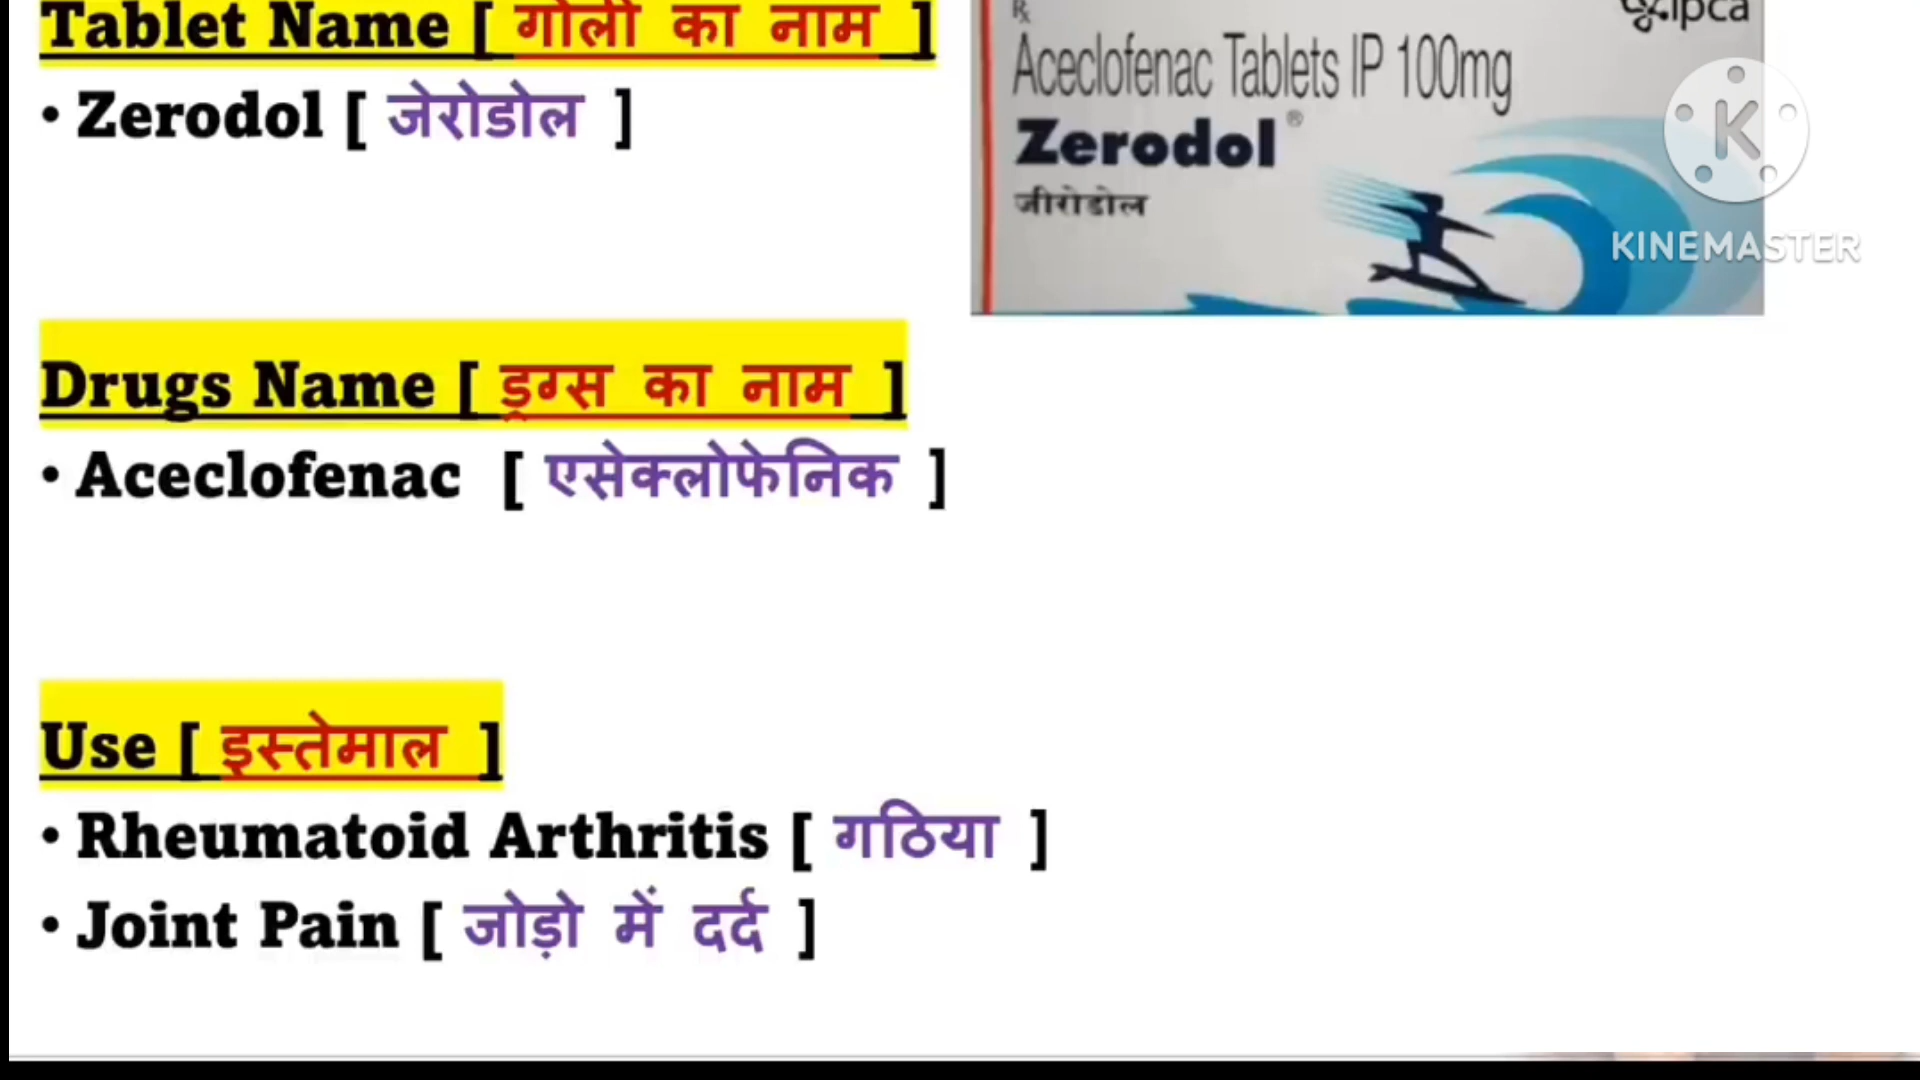 Tablet Name [ गोली का नाम ]
• Zerodol [ जेरोडोल ]
Rx
ipca
Aceclofenac Tablets IP 100mg
Zerodol®
जीरोडोल
K
KINEMASTER
Drugs Name [ ड्रग्स का नाम ]
• Aceclofenac [ एसेक्लोफेनिक ]
Use [ इस्तेमाल ]
• Rheumatoid Arthritis [ गठिया ]
• Joint Pain [ जोड़ो में दर्द ]